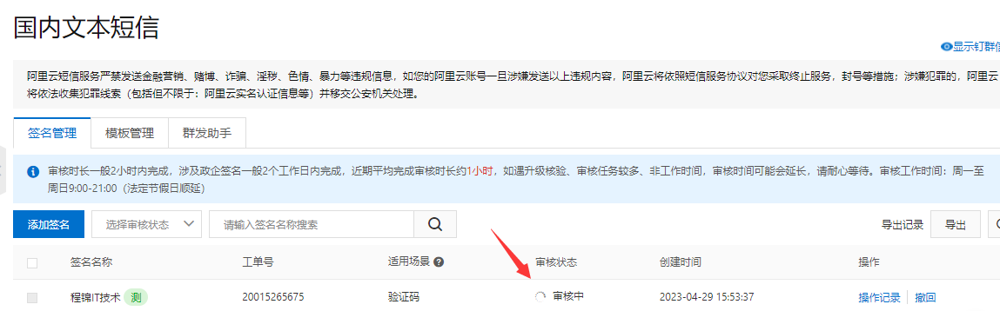 国内文本短信
显示钉群
阿里云短信服务严禁发送金融营销、赌博、诈骗、淫秽、色情、暴力等违规信息，如您的阿里云账号一旦涉嫌发送以上违规内容，阿里云将依照短信服务协议对您采取终止服务，封号等措施；涉嫌犯罪的，阿里云
将依法收集犯罪线索（包括但不限于：阿里云实名认证信息等）并移交公安机关处理。
签名管理 模板管理 群发助手
审核时长一般2小时内完成，涉及政企签名一般2个工作日内完成，近期平均完成审核时长约1小时，如遇升级核验、审核任务较多、非工作时间，审核时间可能会延长，请耐心等待。审核工作时间：周一至
周日9:00-21:00（法定节假日顺延）
添加签名 选择审核状态 请输入签名名称搜索 导出记录 导出
签名名称 工单号 适用场景 审核状态 创建时间 操作
程锦IT技术 测 20015265675 验证码 审核中 2023-04-29 15:53:37 操作记录 撤回